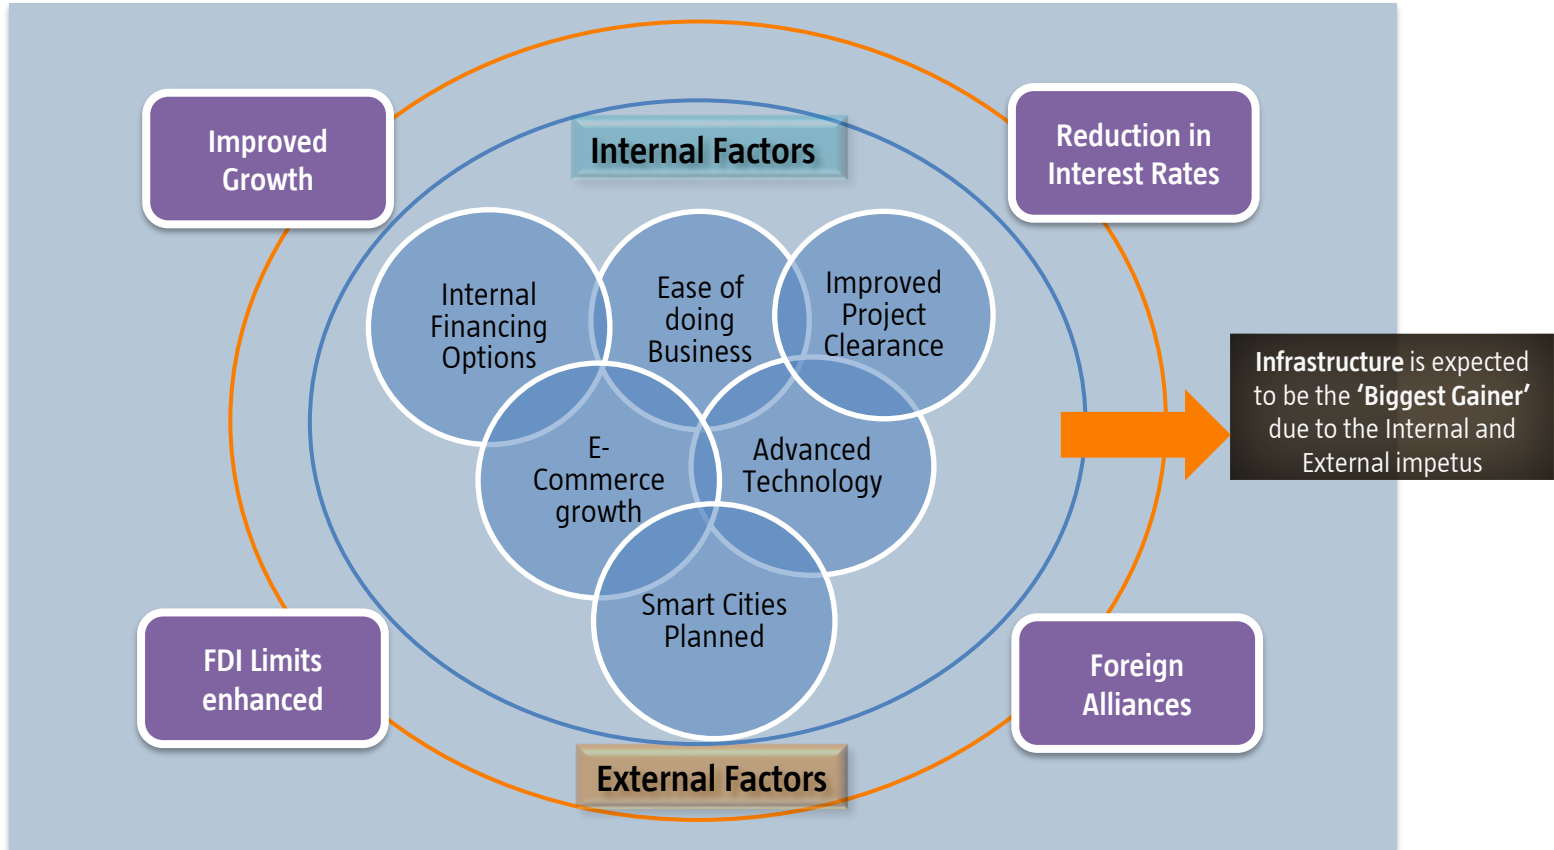 Improved
Growth
Internal Factors
Reduction in
Interest Rates
Internal
Financing
Options
Ease of
doing
Business
Improved
Project
Clearance
Infrastructure is expected
to be the ‘Biggest Gainer’
due to the Internal and
External impetus
E-
Commerce
growth
Advanced
Technology
Smart Cities
Planned
FDI Limits
enhanced
Foreign
Alliances
External Factors